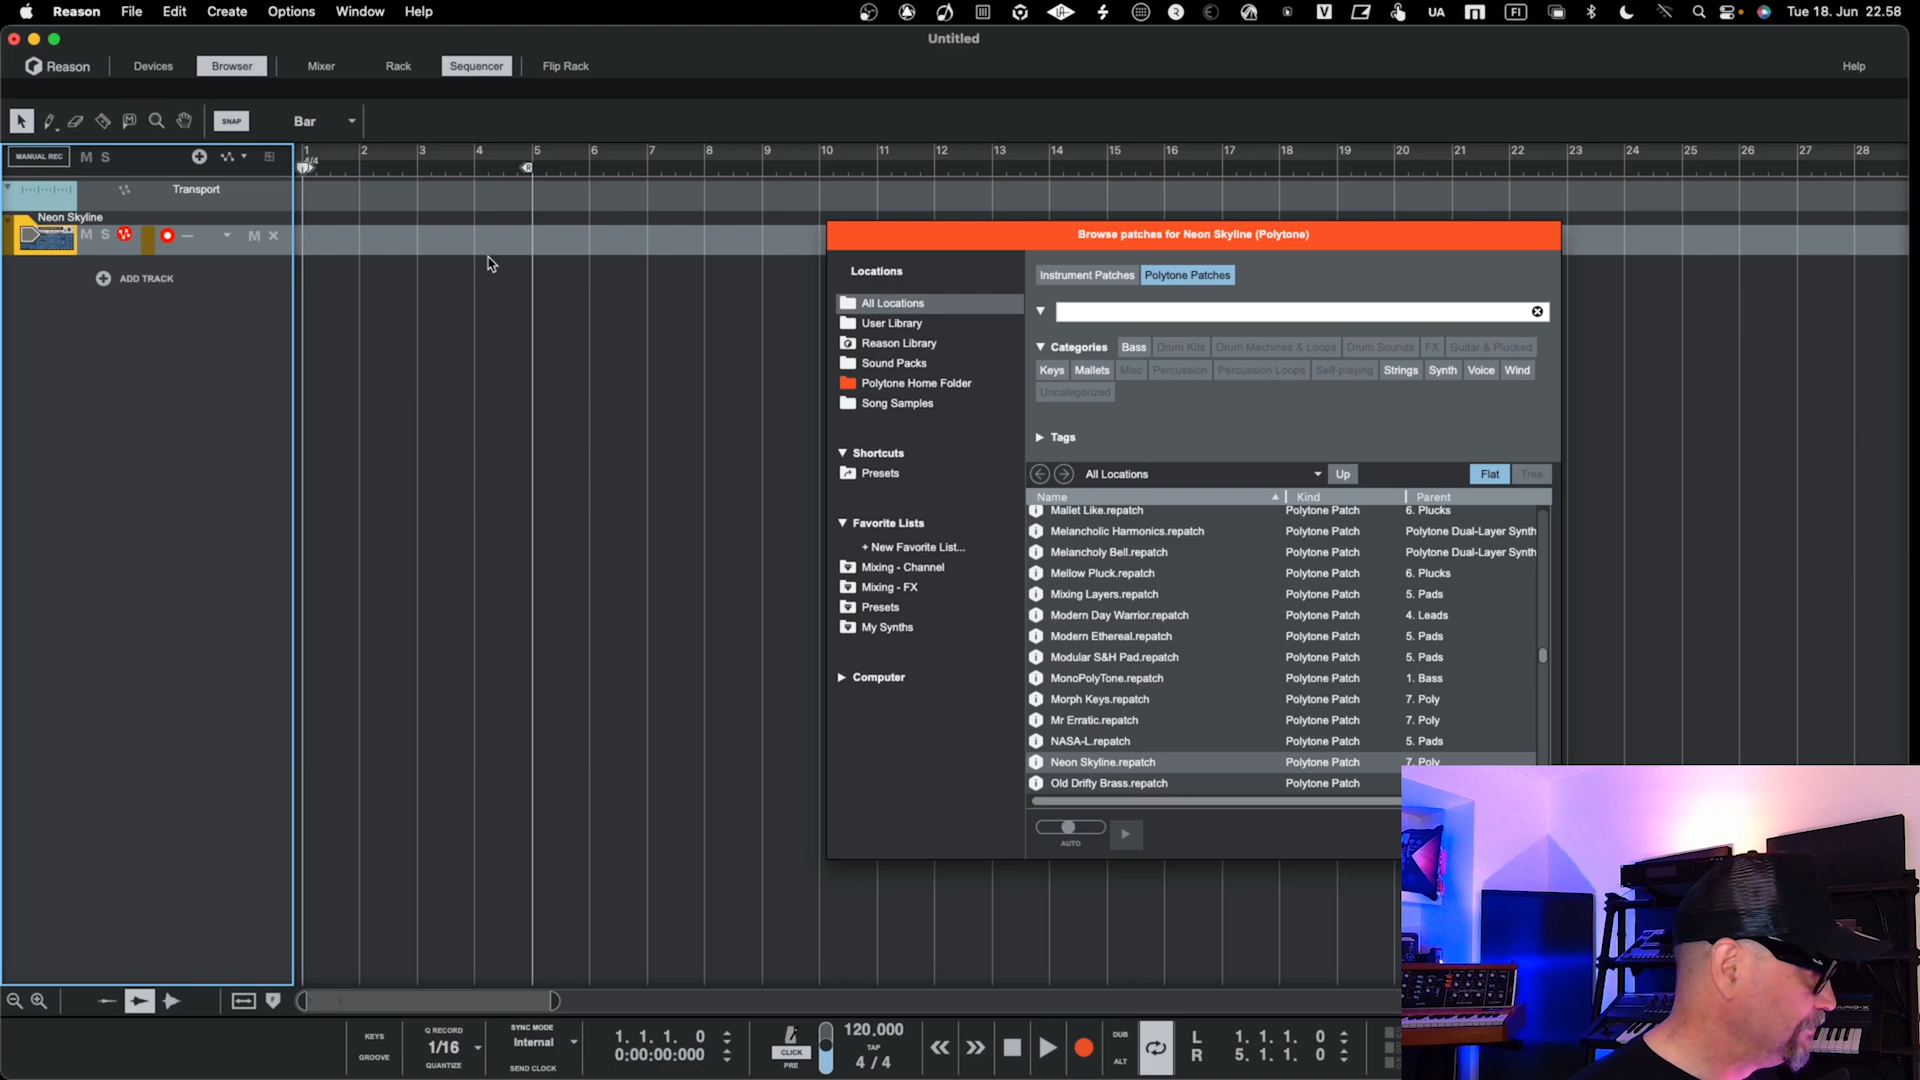 Reason File Edit Create Options Window Help UA FI Tue 18. Jun 22.58
Untitled
Reason Devices Browser Mixer Rack Sequencer Flip Rack Help
SNAP Bar
MANUAL REC M S 1 2 3 4 5 6 7 8 9 10 11 12 13 14 15 16 17 18 19 20 21 22 23 24 25 26 27 28
4/4
Transport
Neon Skyline
M S M
ADD TRACK
Browse patches for Neon Skyline (Polytone)
Locations
All Locations
User Library
Reason Library
Sound Packs
Polytone Home Folder
Song Samples
Shortcuts
Presets
Favorite Lists
+ New Favorite List...
Mixing - Channel
Mixing - FX
Presets
My Synths
Computer
Instrument Patches Polytone Patches
Categories Bass Drum Kits Drum Machines & Loops Drum Sounds FX Guitar & Plucked
Keys Mallets Misc Percussion Percussion Loops Self-playing Strings Synth Voice Wind
Uncategorized
Tags
All Locations Up Flat Tree
Name Kind Parent
Mallet Like.repatch Polytone Patch 6. Plucks
Melancholic Harmonics.repatch Polytone Patch Polytone Dual-Layer Synth
Melancholy Bell.repatch Polytone Patch Polytone Dual-Layer Synth
Mellow Pluck.repatch Polytone Patch 6. Plucks
Mixing Layers.repatch Polytone Patch 5. Pads
Modern Day Warrior.repatch Polytone Patch 4. Leads
Modern Ethereal.repatch Polytone Patch 5. Pads
Modular S&H Pad.repatch Polytone Patch 5. Pads
MonoPolyTone.repatch Polytone Patch 1. Bass
Morph Keys.repatch Polytone Patch 7. Poly
Mr Erratic.repatch Polytone Patch 7. Poly
NASA-L.repatch Polytone Patch 5. Pads
Neon Skyline.repatch Polytone Patch 7. Poly
Old Drifty Brass.repatch Polytone Patch
AUTO
KEYS
GROOVE
Q RECORD
1/16
QUANTIZE
SYNC MODE
Internal
SEND CLOCK
1. 1. 1. 0
0:00:00:000
CLICK
PRE
120.000
TAP
4 / 4
DUB
ALT
L 1. 1. 1. 0
R 5. 1. 1. 0